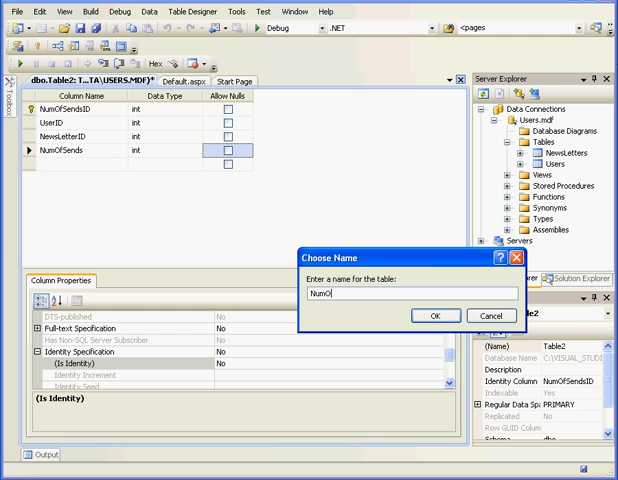 File Edit View Build Debug Data Table Designer Tools Test Window Help
Debug .NET <pages
Hex
dbo.Table2: T...TA\USERS.MDF)* Default.aspx Start Page
Toolbox
Column Name Data Type Allow Nulls
NumOfSendsID int
UserID int
NewsLetterID int
NumOfSends int
Server Explorer
Data Connections
Users.mdf
Database Diagrams
Tables
NewsLetters
Users
Views
Stored Procedures
Functions
Synonyms
Types
Assemblies
Servers
Solution Explorer
Choose Name
Enter a name for the table:
NumO
OK Cancel
Column Properties
DTS-published No
Full-text Specification No
Has Non-SQL Server Subscriber No
Identity Specification No
(Is Identity) No
Identity Increment
Identity Seed
(Is Identity)
(Name) Table2
Database Name C:\VISUAL_STUDI
Description
Identity Column NumOfSendsID
Indexable Yes
Regular Data Spa PRIMARY
Replicated No
Row GUID Colum
Schema dbo
Output